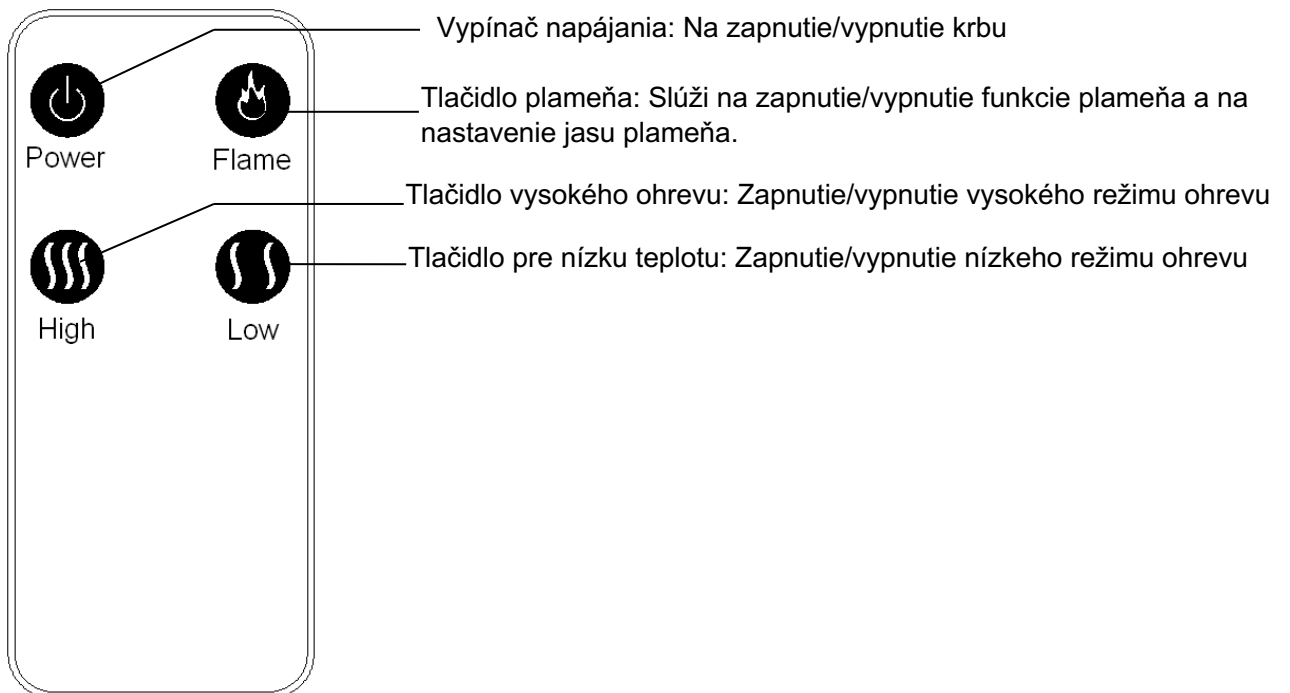 Vypínač napájania: Na zapnutie/vypnutie krbu
Tlačidlo plameňa: Slúži na zapnutie/vypnutie funkcie plameňa a na
nastavenie jasu plameňa.
Power
Flame
Tlačidlo vysokého ohrevu: Zapnutie/vypnutie vysokého režimu ohrevu
Tlačidlo pre nízku teplotu: Zapnutie/vypnutie nízkeho režimu ohrevu
High
Low